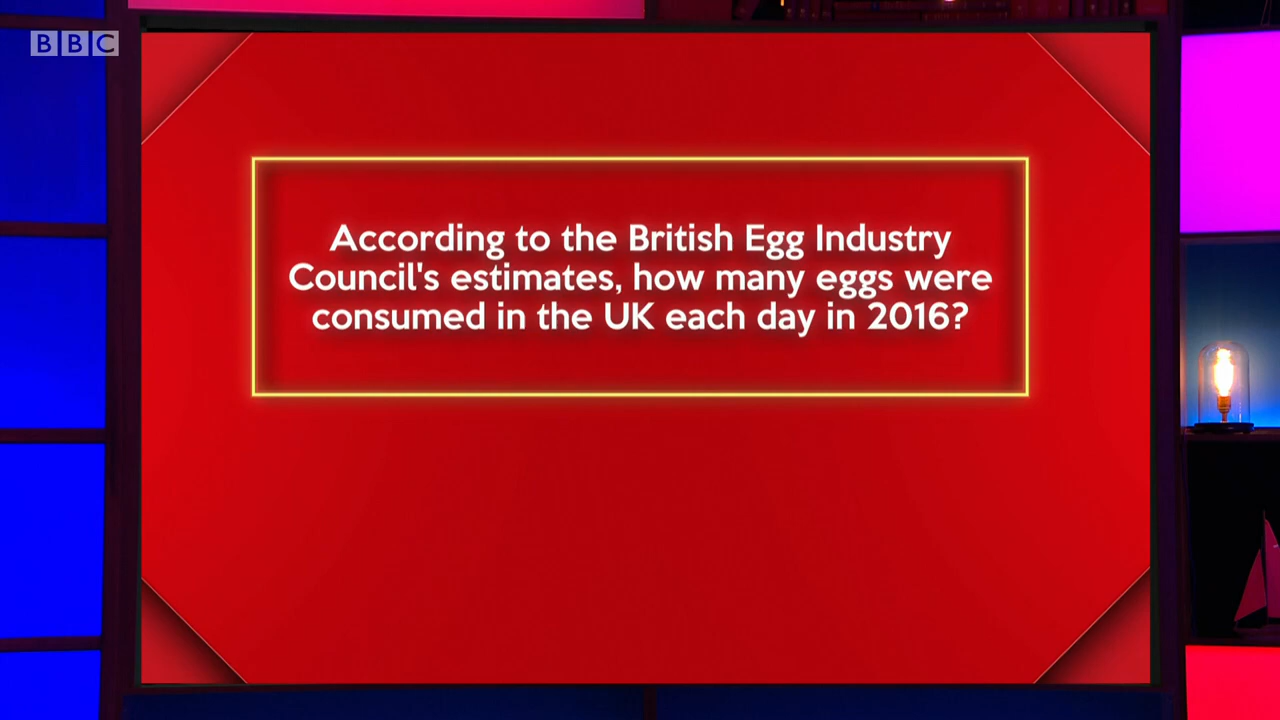 BBC
According to the British Egg Industry
Council's estimates, how many eggs were
consumed in the UK each day in 2016?